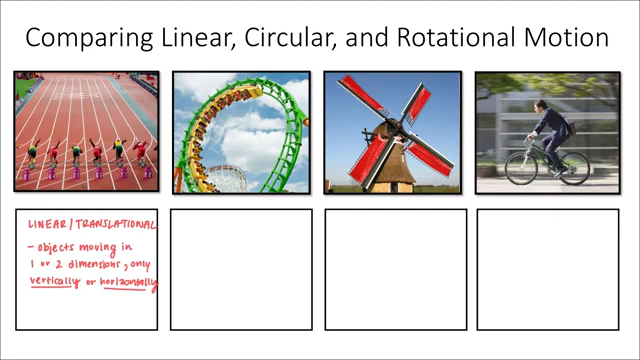 Comparing Linear, Circular, and Rotational Motion
LINEAR/TRANSLATIONAL
- objects moving in
1 or 2 dimensions, only
vertically or horizontally